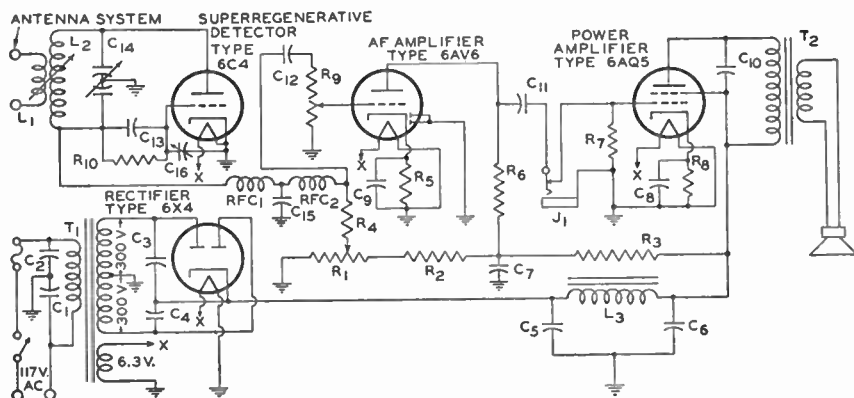 ANTENNA SYSTEM
SUPERREGENERATIVE
DETECTOR
TYPE
6C4
AF AMPLIFIER
TYPE 6AV6
POWER
AMPLIFIER
TYPE 6AQ5
T2
L2
C14
C12
R9
C11
C10
L1
C13
R10
C16
X
R7
R6
J1
X
C9
R5
X
C8
R8
RFC1
C15
RFC2
R4
RECTIFIER
TYPE 6X4
T1
C2
C1
300V
300V
C3
C4
X
R1
R2
C7
R3
L3
C5
C6
X
6.3V.
117V.
AC